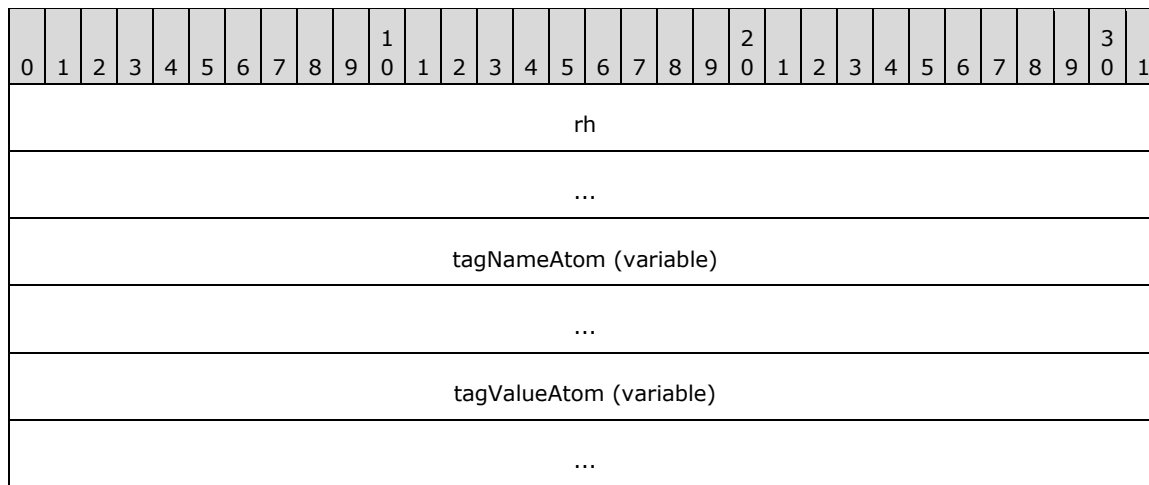 1 2 3
0 1 2 3 4 5 6 7 8 9 0 1 2 3 4 5 6 7 8 9 0 1 2 3 4 5 6 7 8 9 0 1
rh
...
tagNameAtom (variable)
...
tagValueAtom (variable)
...